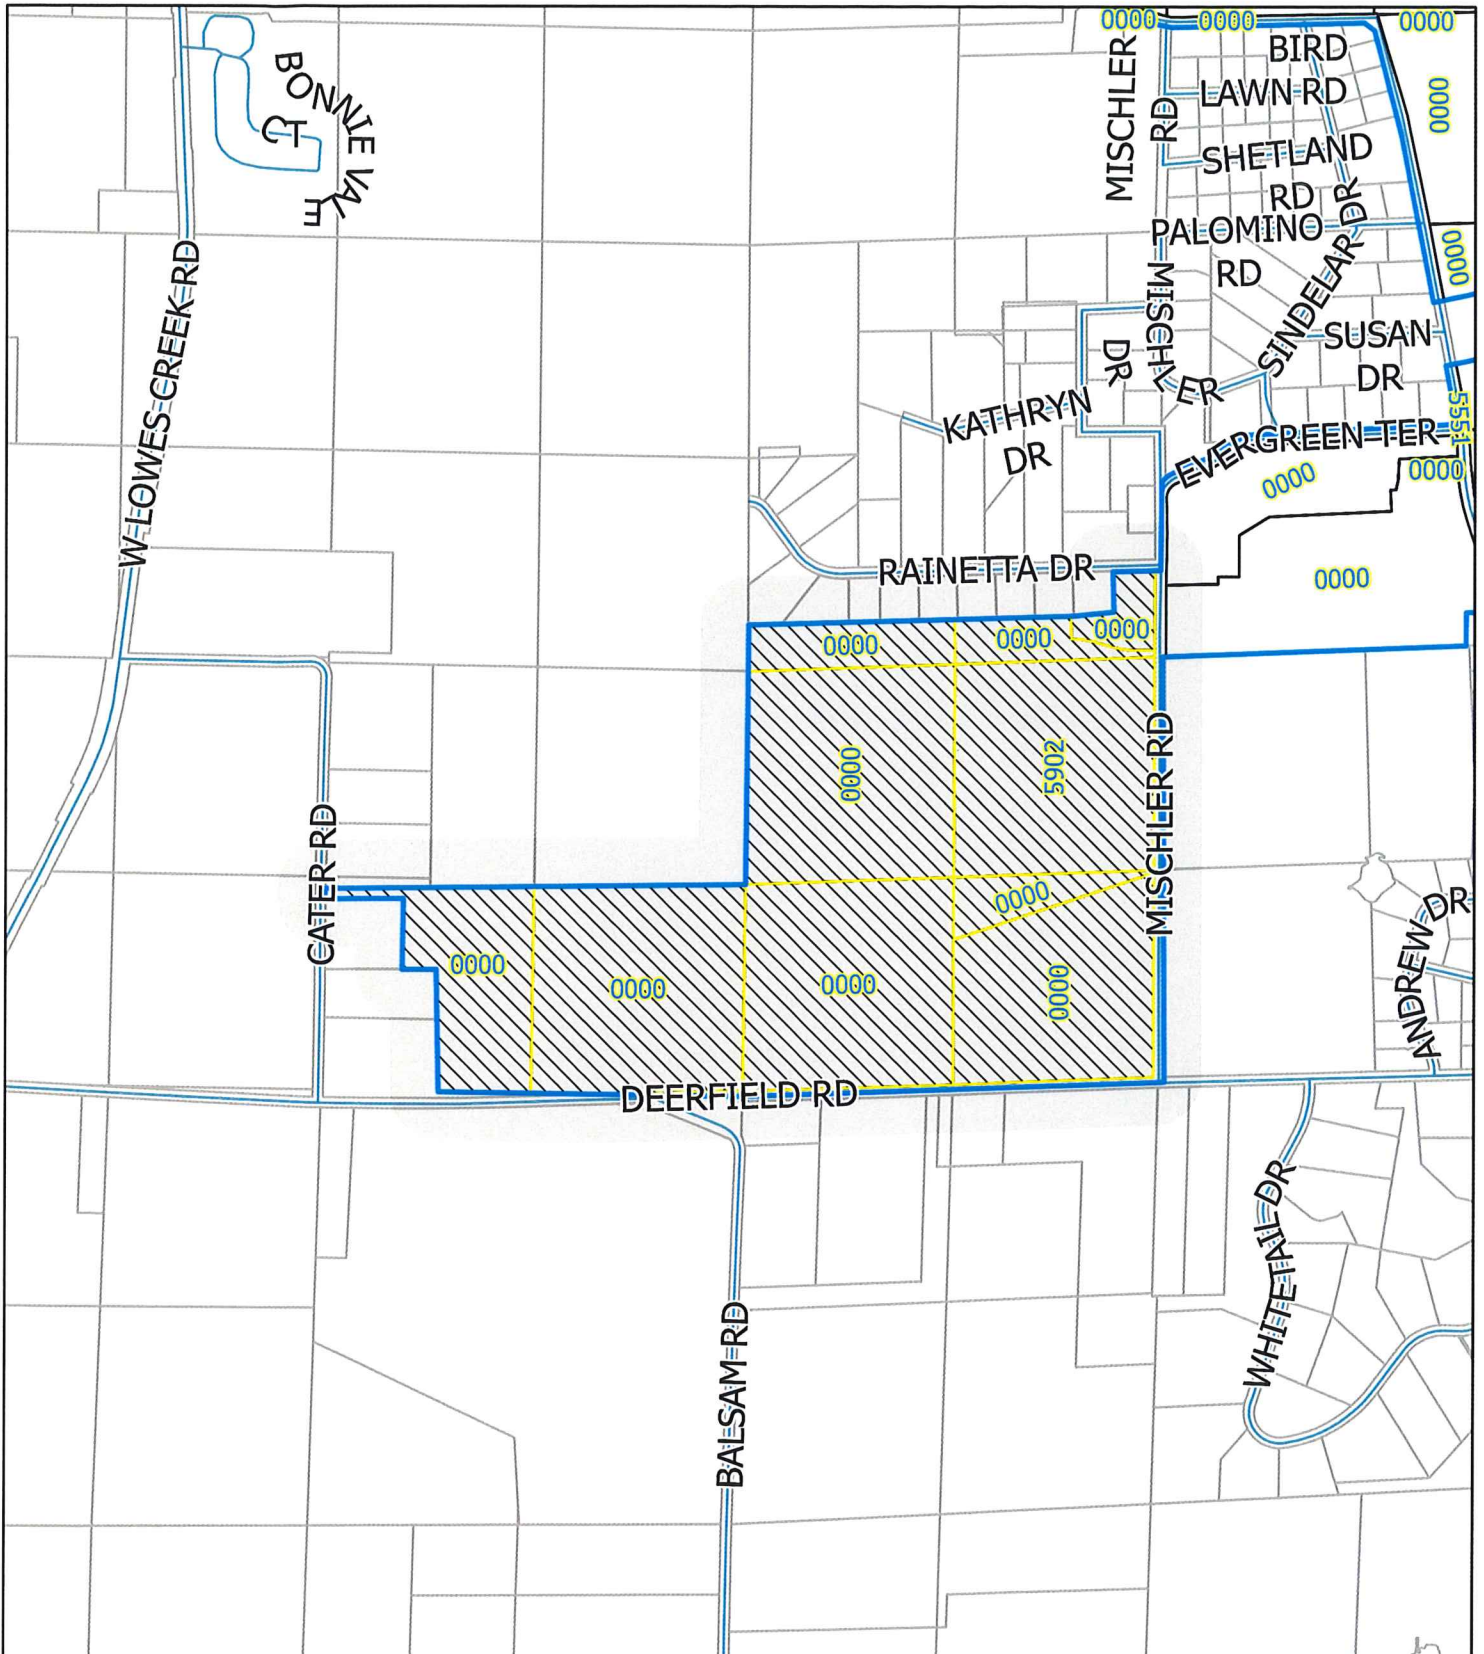 0000
0000
0000
BIRD
LAWN RD
MISCHLER
RD
0000
BONNIE VALE
CT
SHETLAND
RD
PALOMINO
RD
SINDELAR DR
0000
W LOWES CREEK RD
MISCHLER
DR
SUSAN
DR
KATHRYN
DR
5551
EVERGREEN TER
0000
0000
RAINETTA DR
0000
0000
0000
0000
0000
5902
MISCHLER RD
CATER RD
0000
ANDREW DR
0000
0000
0000
0000
DEERFIELD RD
WHITETAIL DR
BALSAM RD